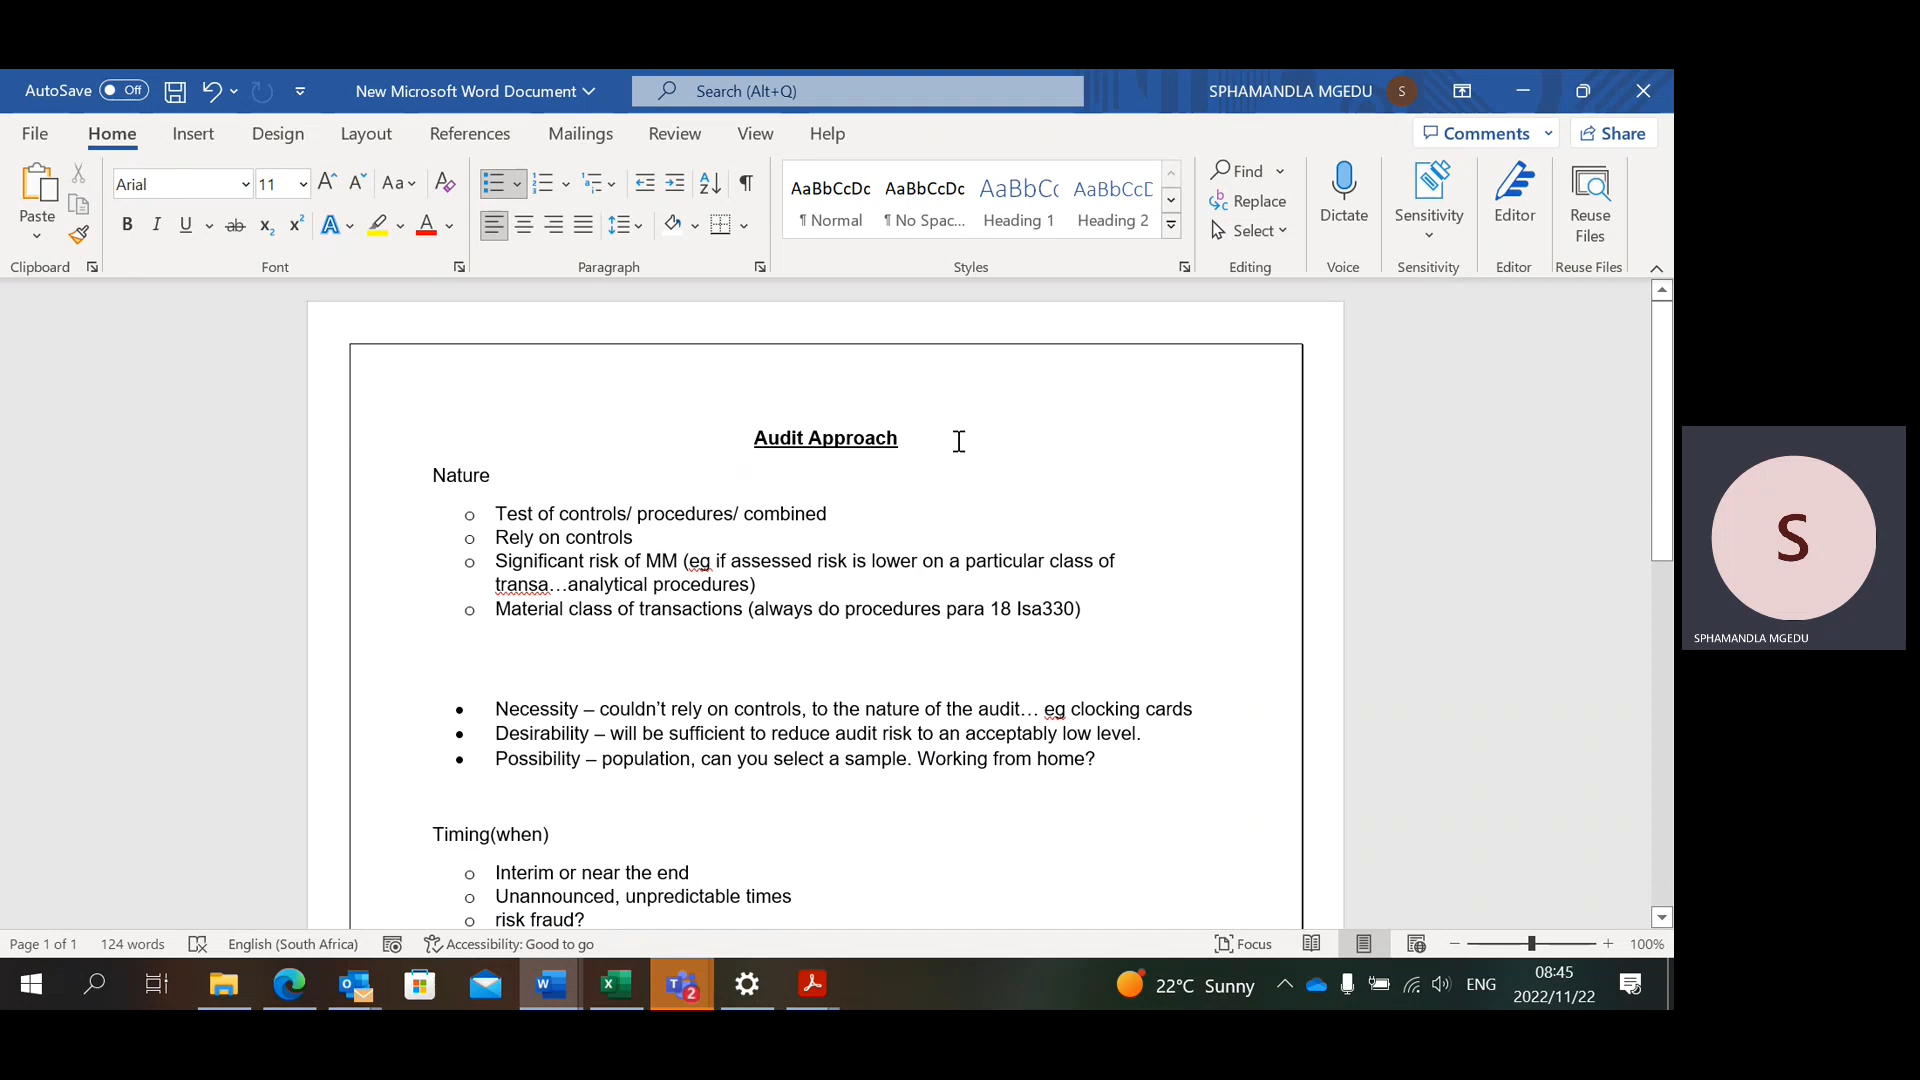 AutoSave Off New Microsoft Word Document Search (Alt+Q) SPHAMANDLA MGEDU S
File Home Insert Design Layout References Mailings Review View Help Comments Share
Paste Arial 11 Aa AaBbCcDc AaBbCcDc AaBbCc AaBbCcD Find Replace Select Dictate Sensitivity Editor Reuse Files
B I U ab x₂ x² A A ¶ Normal ¶ No Spac... Heading 1 Heading 2
Clipboard Font Paragraph Styles Editing Voice Sensitivity Editor Reuse Files
Audit Approach
Nature
o Test of controls/ procedures/ combined
o Rely on controls
o Significant risk of MM (eg if assessed risk is lower on a particular class of
transa…analytical procedures)
o Material class of transactions (always do procedures para 18 Isa330)
• Necessity – couldn’t rely on controls, to the nature of the audit… eg clocking cards
• Desirability – will be sufficient to reduce audit risk to an acceptably low level.
• Possibility – population, can you select a sample. Working from home?
Timing(when)
o Interim or near the end
o Unannounced, unpredictable times
o risk fraud?
S
SPHAMANDLA MGEDU
Page 1 of 1 124 words English (South Africa) Accessibility: Good to go Focus 100%
2 22°C Sunny ENG 08:45
2022/11/22